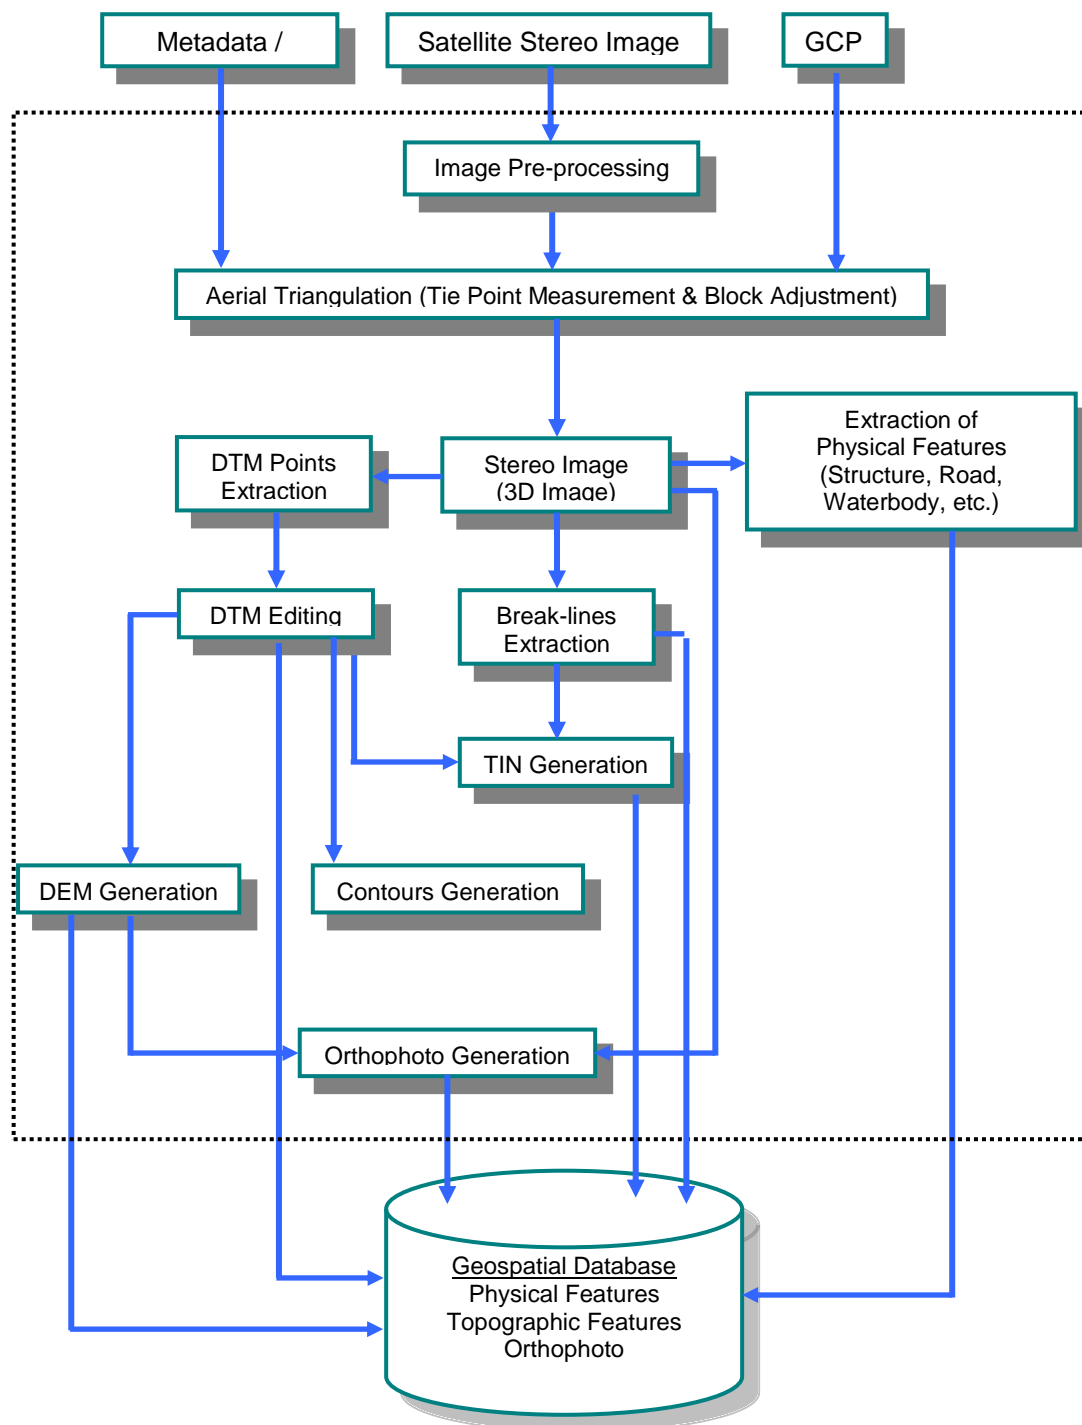 Metadata /
Satellite Stereo Image
GCP
Image Pre-processing
Aerial Triangulation (Tie Point Measurement & Block Adjustment)
Extraction of
Physical Features
(Structure, Road,
Waterbody, etc.)
DTM Points
Extraction
Stereo Image
(3D Image)
DTM Editing
Break-lines
Extraction
TIN Generation
DEM Generation
Contours Generation
Orthophoto Generation
Geospatial Database
Physical Features
Topographic Features
Orthophoto